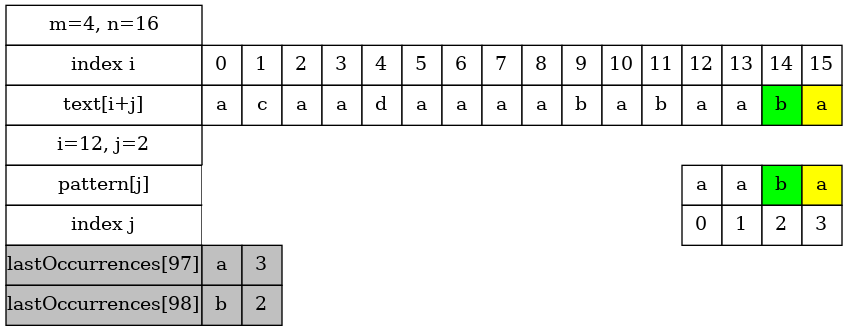 m=4, n=16
index i 0 1 2 3 4 5 6 7 8 9 10 11 12 13 14 15
text[i+j] a c a a d a a a a b a b a a b a
i=12, j=2
pattern[j] a a b a
index j 0 1 2 3
lastOccurrences[97] a 3
lastOccurrences[98] b 2